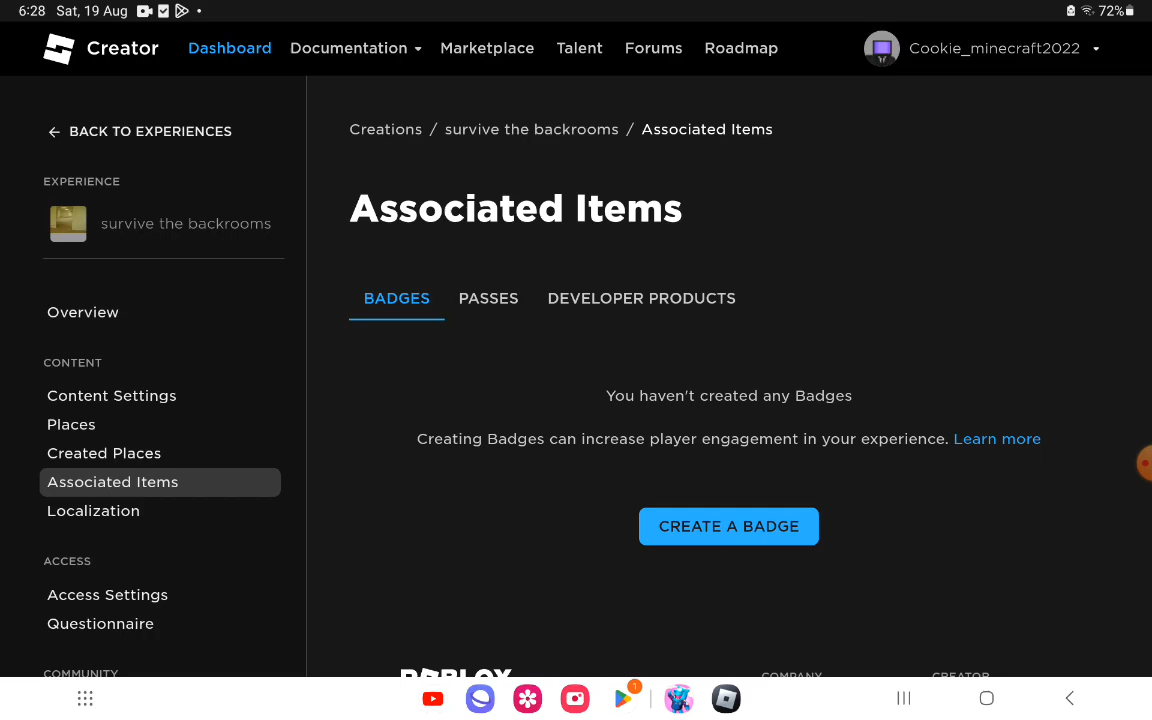 6:28 Sat, 19 Aug
72%
Creator Dashboard Documentation Marketplace Talent Forums Roadmap Cookie_minecraft2022
BACK TO EXPERIENCES
EXPERIENCE
survive the backrooms
Overview
CONTENT
Content Settings
Places
Created Places
Associated Items
Localization
ACCESS
Access Settings
Questionnaire
COMMUNITY
Creations / survive the backrooms / Associated Items
Associated Items
BADGES PASSES DEVELOPER PRODUCTS
You haven't created any Badges
Creating Badges can increase player engagement in your experience. Learn more
CREATE A BADGE
ROBLOX COMPANY CREATOR
1